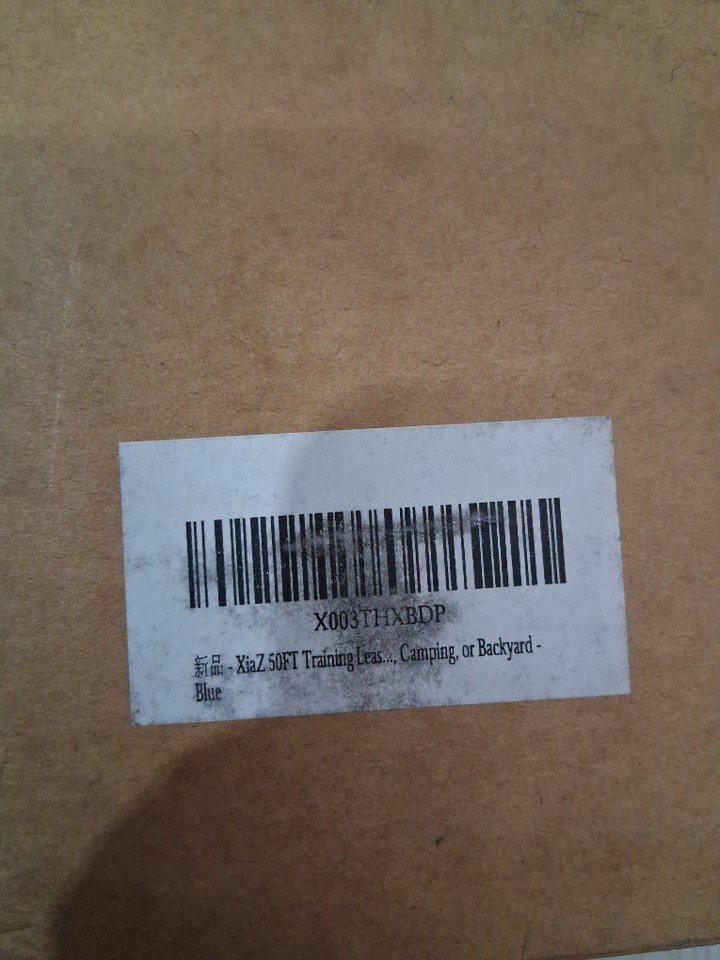 X003THXBDP
新品 - XiaZ 50FT Training Leas..., Camping, or Backyard -
Blue